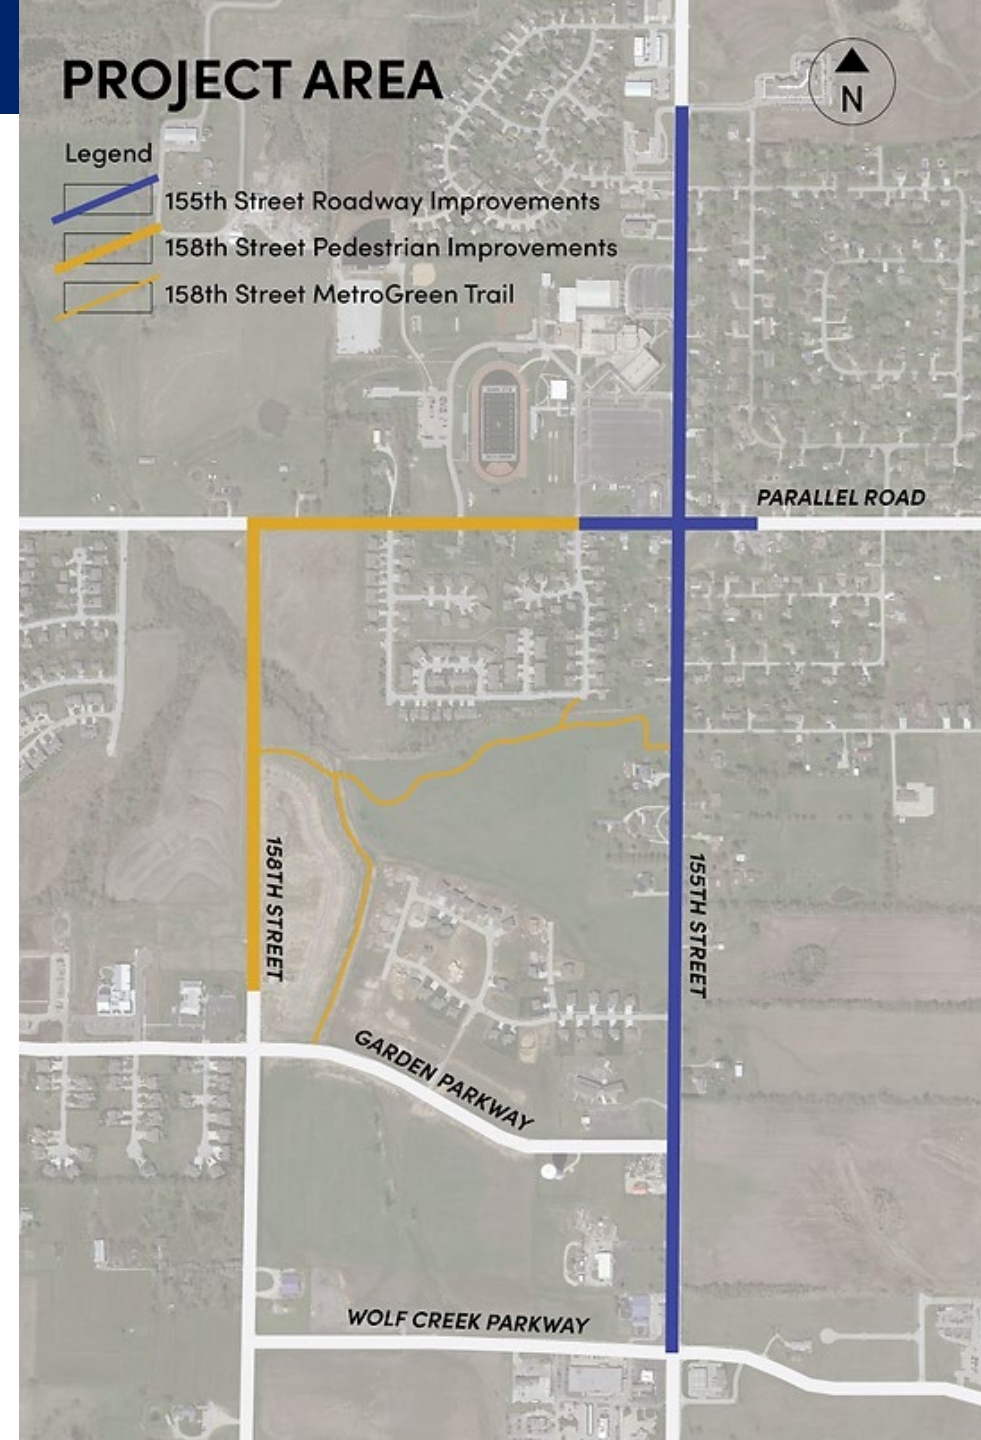 PROJECT AREA
N
Legend
155th Street Roadway Improvements
158th Street Pedestrian Improvements
158th Street MetroGreen Trail
PARALLEL ROAD
158TH STREET
155TH STREET
GARDEN PARKWAY
WOLF CREEK PARKWAY